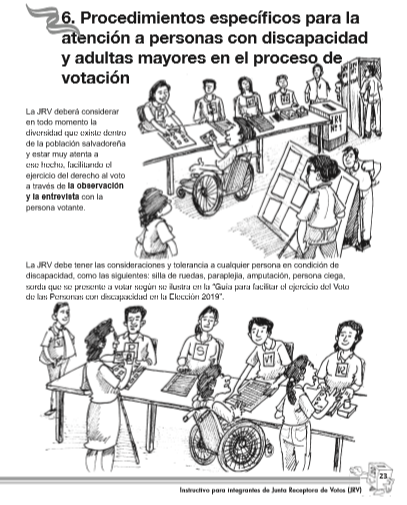 6. Procedimientos específicos para la
atención a personas con discapacidad
y adultas mayores en el proceso de
votación
La JRV deberá considerar
en todo momento la
diversidad que existe dentro
de la población salvadoreña
y estar muy atenta a
ese hecho, facilitando el
ejercicio del derecho al voto
a través de la observación
y la entrevista con la
persona votante.
JRV
Nº 1
La JRV debe tener las consideraciones y tolerancia a cualquier persona en condición de
discapacidad, como las siguientes: silla de ruedas, paraplejia, amputación, persona ciega,
sorda que se presente a votar según se ilustra en la "Guía para facilitar el ejercicio del Voto
de las Personas con discapacidad en la Elección 2019".
23
Instructivo para integrantes de Junta Receptora de Votos (JRV)